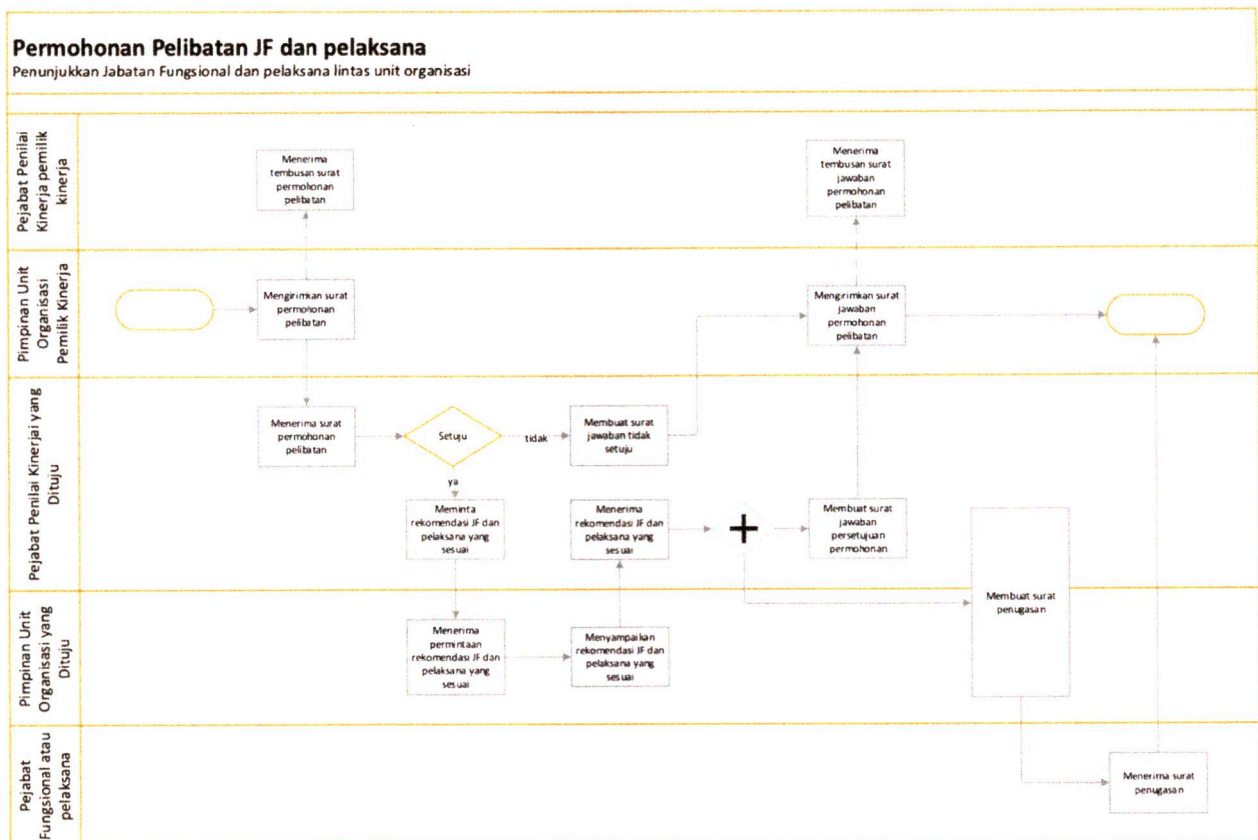 Permohonan Pelibatan JF dan pelaksana
Penunjukkan Jabatan Fungsional dan pelaksana lintas unit organisasi
Pejabat Penilai
Kinerja pemilik
kinerja
Menerima
tembusan surat
permohonan
pelibatan
Menerima
tembusan surat
jawaban
permohonan
pelibatan
Pimpinan Unit
Organisasi
Pemilik Kinerja
Mengirimkan surat
permohonan
pelibatan
Mengirimkan surat
jawaban
permohonan
pelibatan
Pejabat Penilai Kinerjai yang
Dituju
Menerima surat
permohonan
pelibatan
Setuju
tidak
Membuat surat
jawaban tidak
setuju
ya
Meminta
rekomendasi JF dan
pelaksana yang
sesuai
Menerima
rekomendasi JF dan
pelaksana yang
sesuai
Membuat surat
jawaban
persetujuan
permohonan
Membuat surat
penugasan
Pimpinan Unit
Organisasi yang
Dituju
Menerima
permintaan
rekomendasi JF dan
pelaksana yang
sesuai
Menyampaikan
rekomendasi JF dan
pelaksana yang
sesuai
Pejabat
Fungsional atau
pelaksana
Menerima surat
penugasan